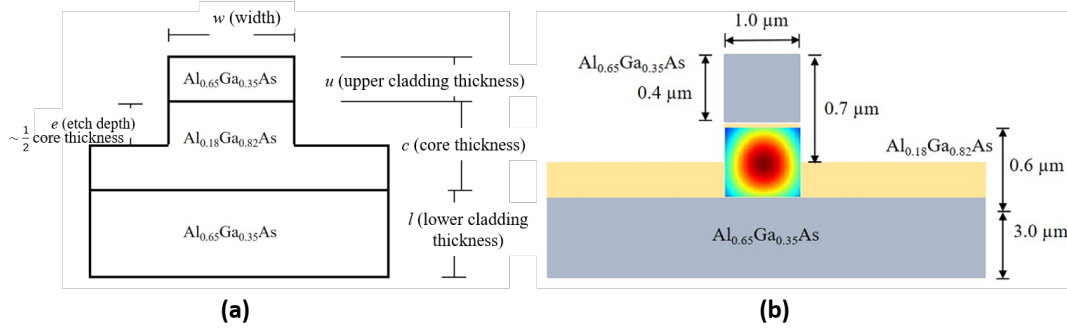 w (width)
Al0.65Ga0.35As
u (upper cladding thickness)
e (etch depth)
~ 1/2 core thickness
Al0.18Ga0.82As
c (core thickness)
l (lower cladding
thickness)
Al0.65Ga0.35As
(a)
1.0 µm
Al0.65Ga0.35As
0.4 µm
0.7 µm
Al0.18Ga0.82As
0.6 µm
Al0.65Ga0.35As
3.0 µm
(b)